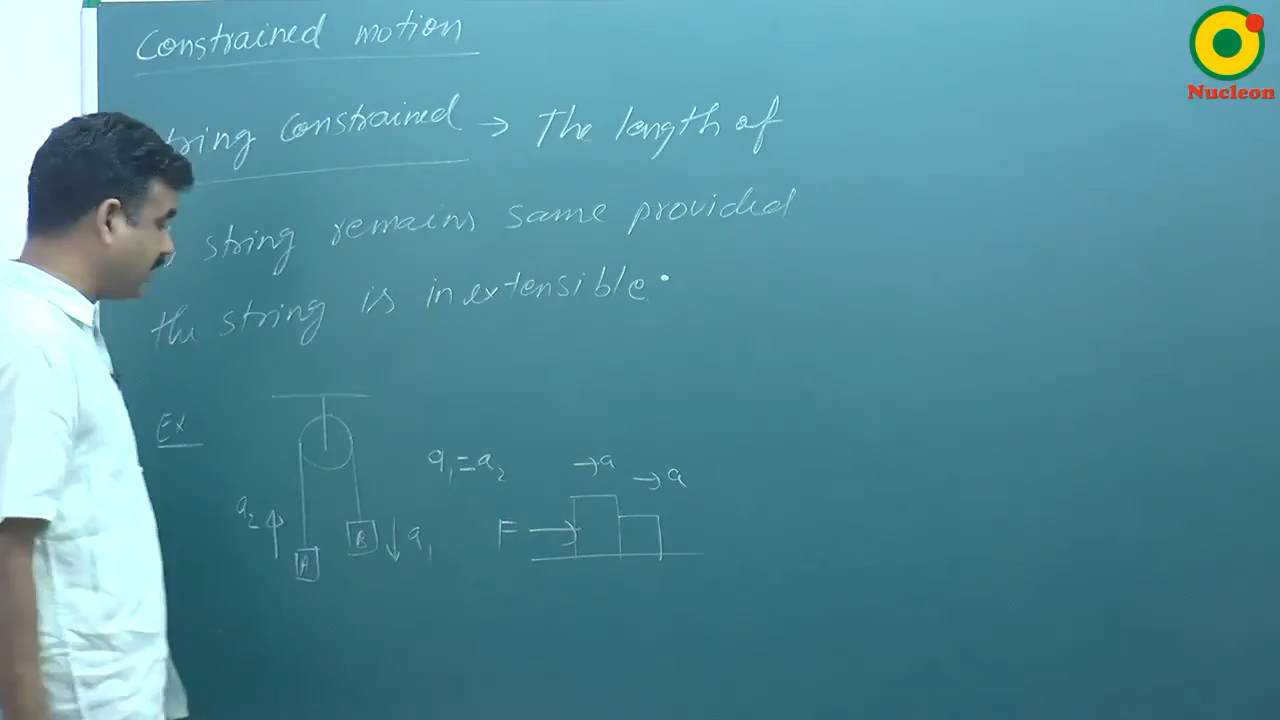 Constrained motion
string constrained → The length of
string remains same provided
the string is inextensible.
Ex
a₁=a₂
→a
→a
a₂
F
A
B
a₁
Nucleon